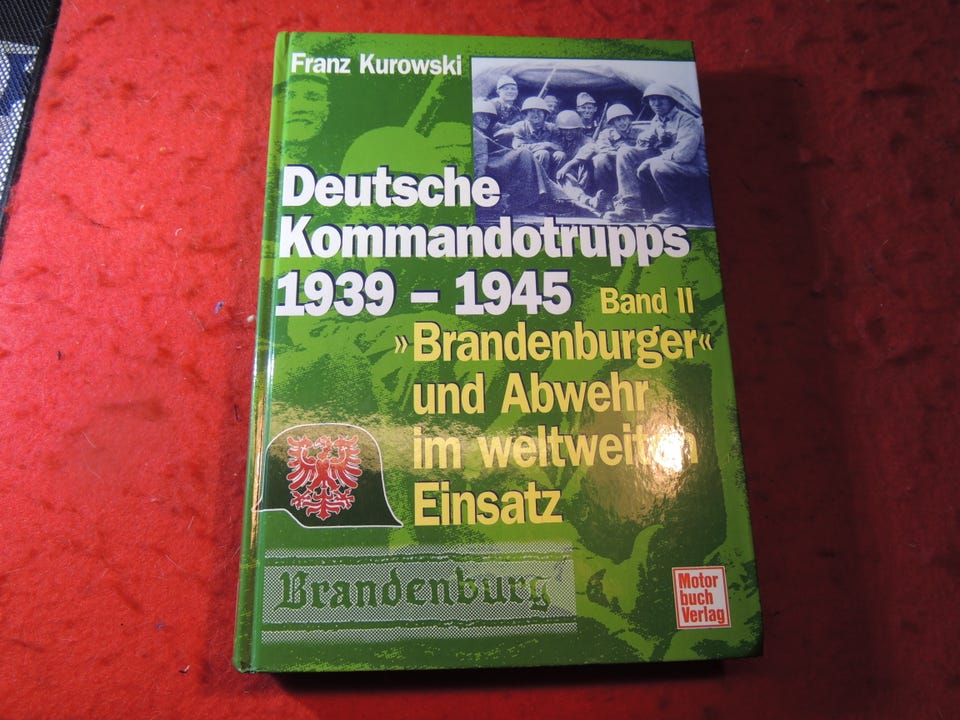 Franz Kurowski
Deutsche
Kommandotrupps
1939 – 1945 Band II
»Brandenburger«
und Abwehr
im weltweiten
Einsatz
Brandenburg
Motor
buch
Verlag